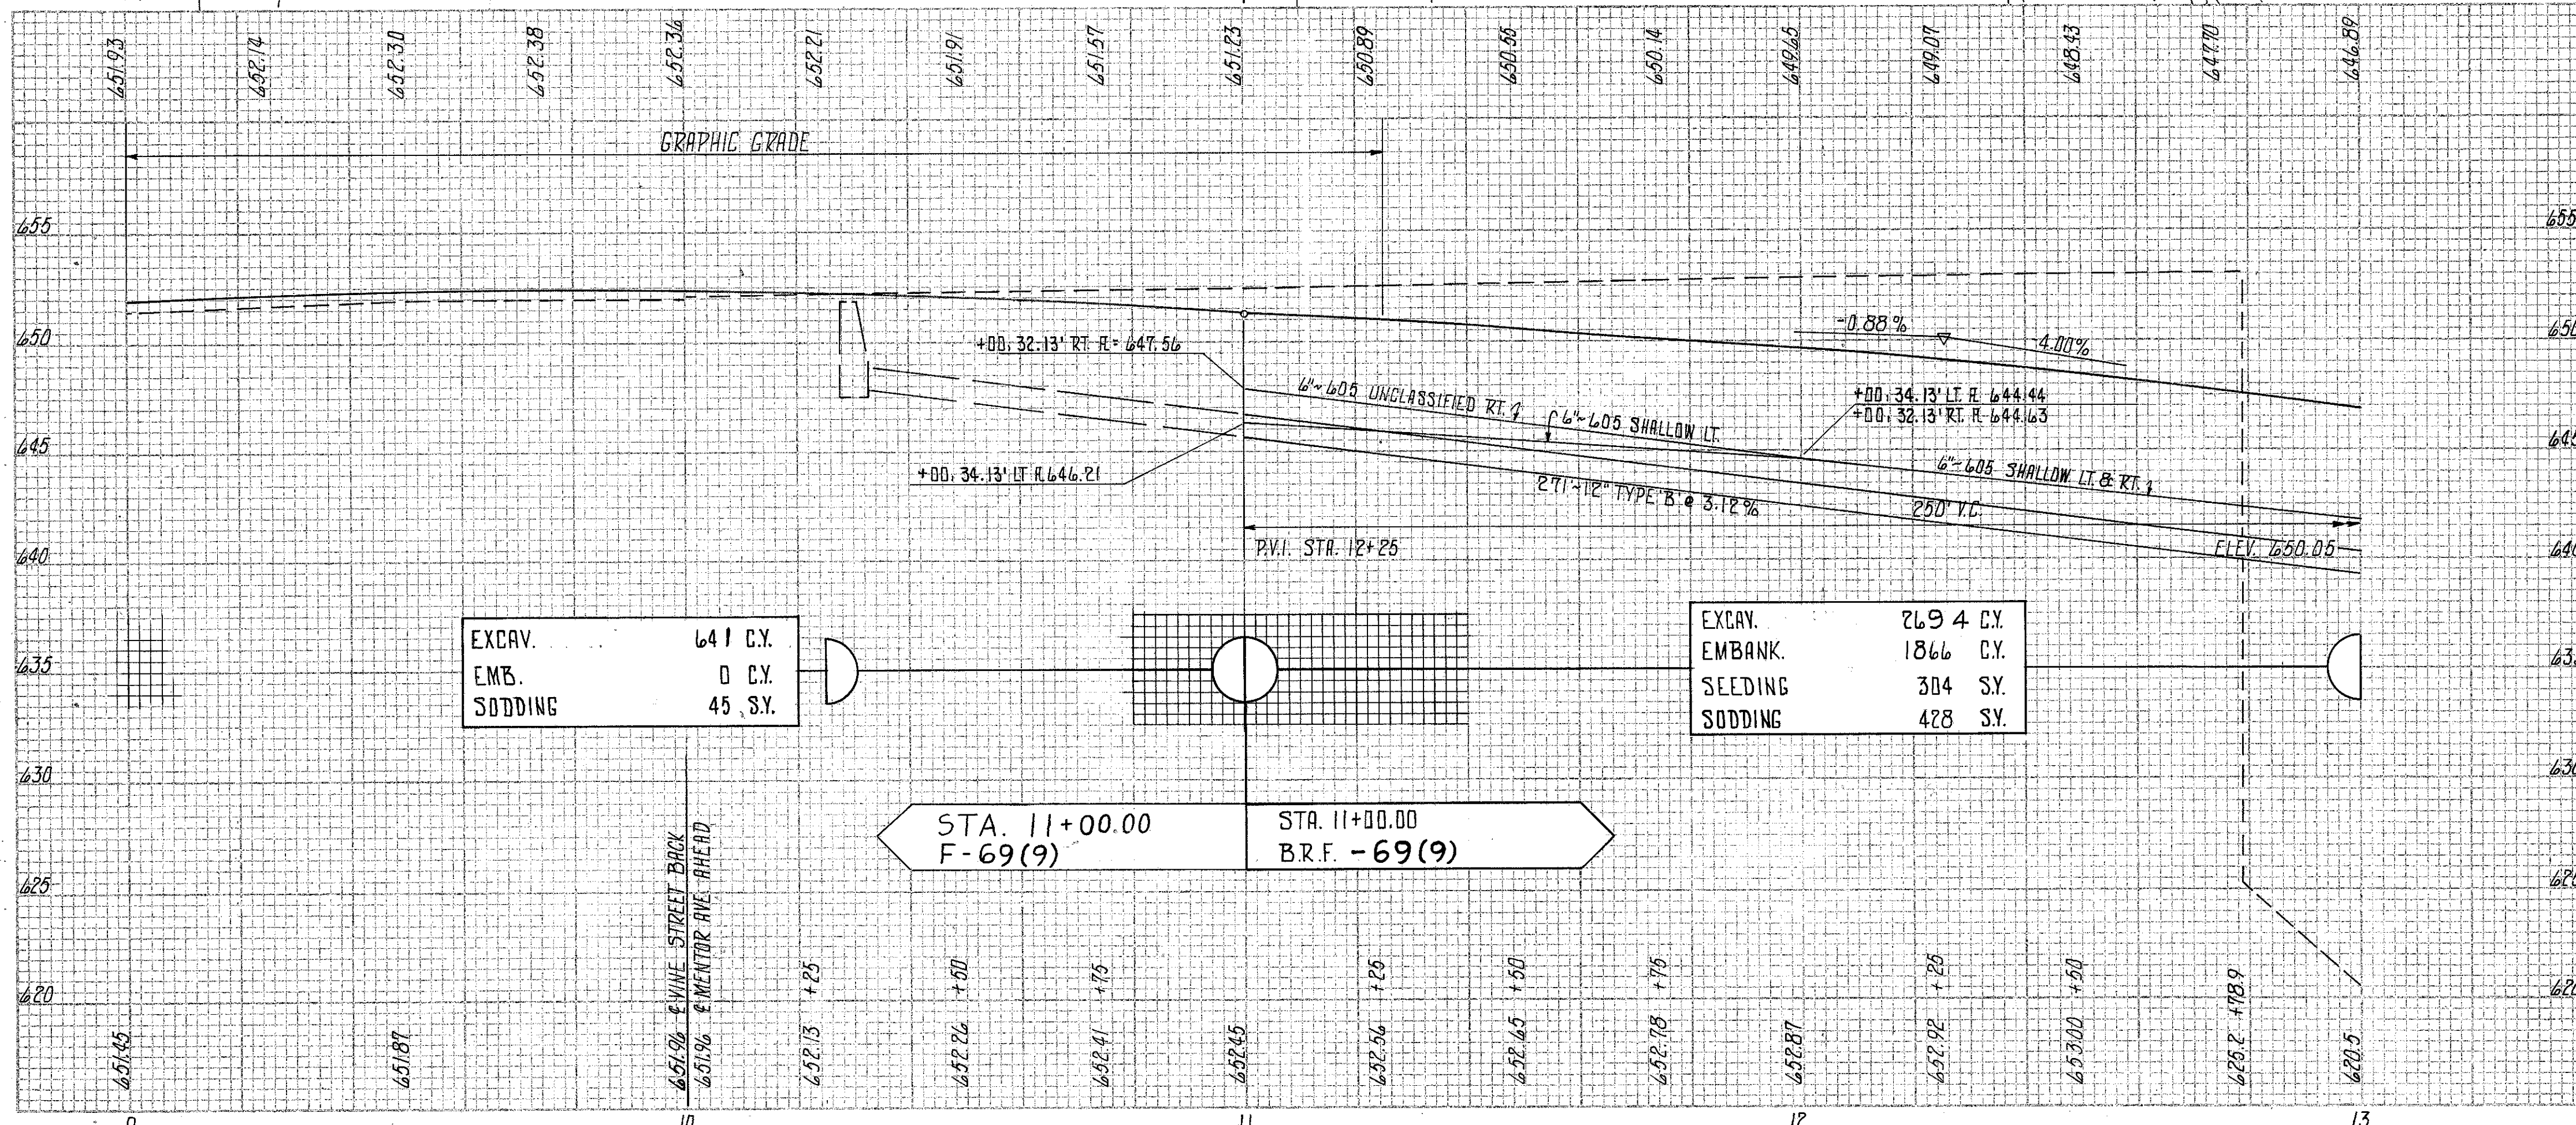 651.93 652.14 652.30 652.38 652.36 652.21 651.91 651.57 651.23 650.89 650.55 650.14 649.65 649.07 648.43 647.70 646.89
GRAPHIC GRADE
655
650
645
640
635
630
625
620
-0.88%
-4.00%
+00, 32.13' RT. FL = 647.56
6"~605 UNCLASSIFIED RT.
6"~605 SHALLOW LT.
+00, 34.13' LT. FL 644.44
+00, 32.13' RT. FL 644.63
+00, 34.13' LT FL 646.21
6"~605 SHALLOW LT. & RT.
271~12" TYPE 'B' @ 3.12%
250' V.C.
P.V.I. STA. 12+25
ELEV. 650.05
EXCAV. 641 C.Y.
EMB. 0 C.Y.
SODDING 45 S.Y.
EXCAV. 2694 C.Y.
EMBANK. 1866 C.Y.
SEEDING 304 S.Y.
SODDING 428 S.Y.
STA. 11+00.00
F-69(9)
STA. 11+00.00
B.R.F. -69(9)
℄ VINE STREET BACK
℄ MENTOR AVE. AHEAD
+25 +50 +75 +25 +50 +75 +25 +50 +78.9
651.45 651.87 651.96 651.96 652.13 652.26 652.41 652.45 652.56 652.65 652.78 652.87 652.92 653.00 625.2 620.5
9 10 11 12 13